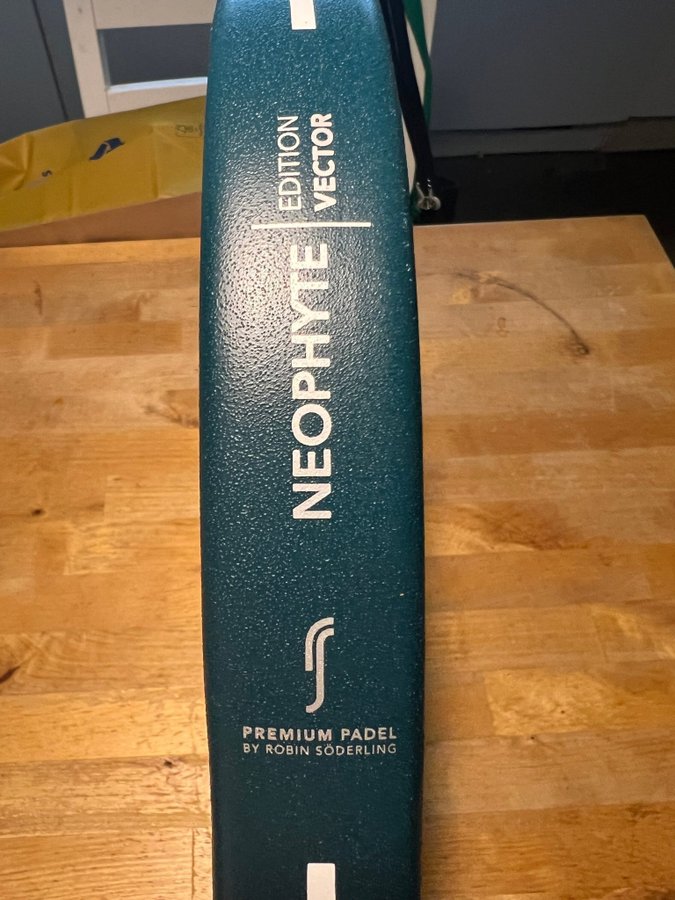 NEOPHYTE
EDITION
VECTOR
PREMIUM PADEL
BY ROBIN SÖDERLING